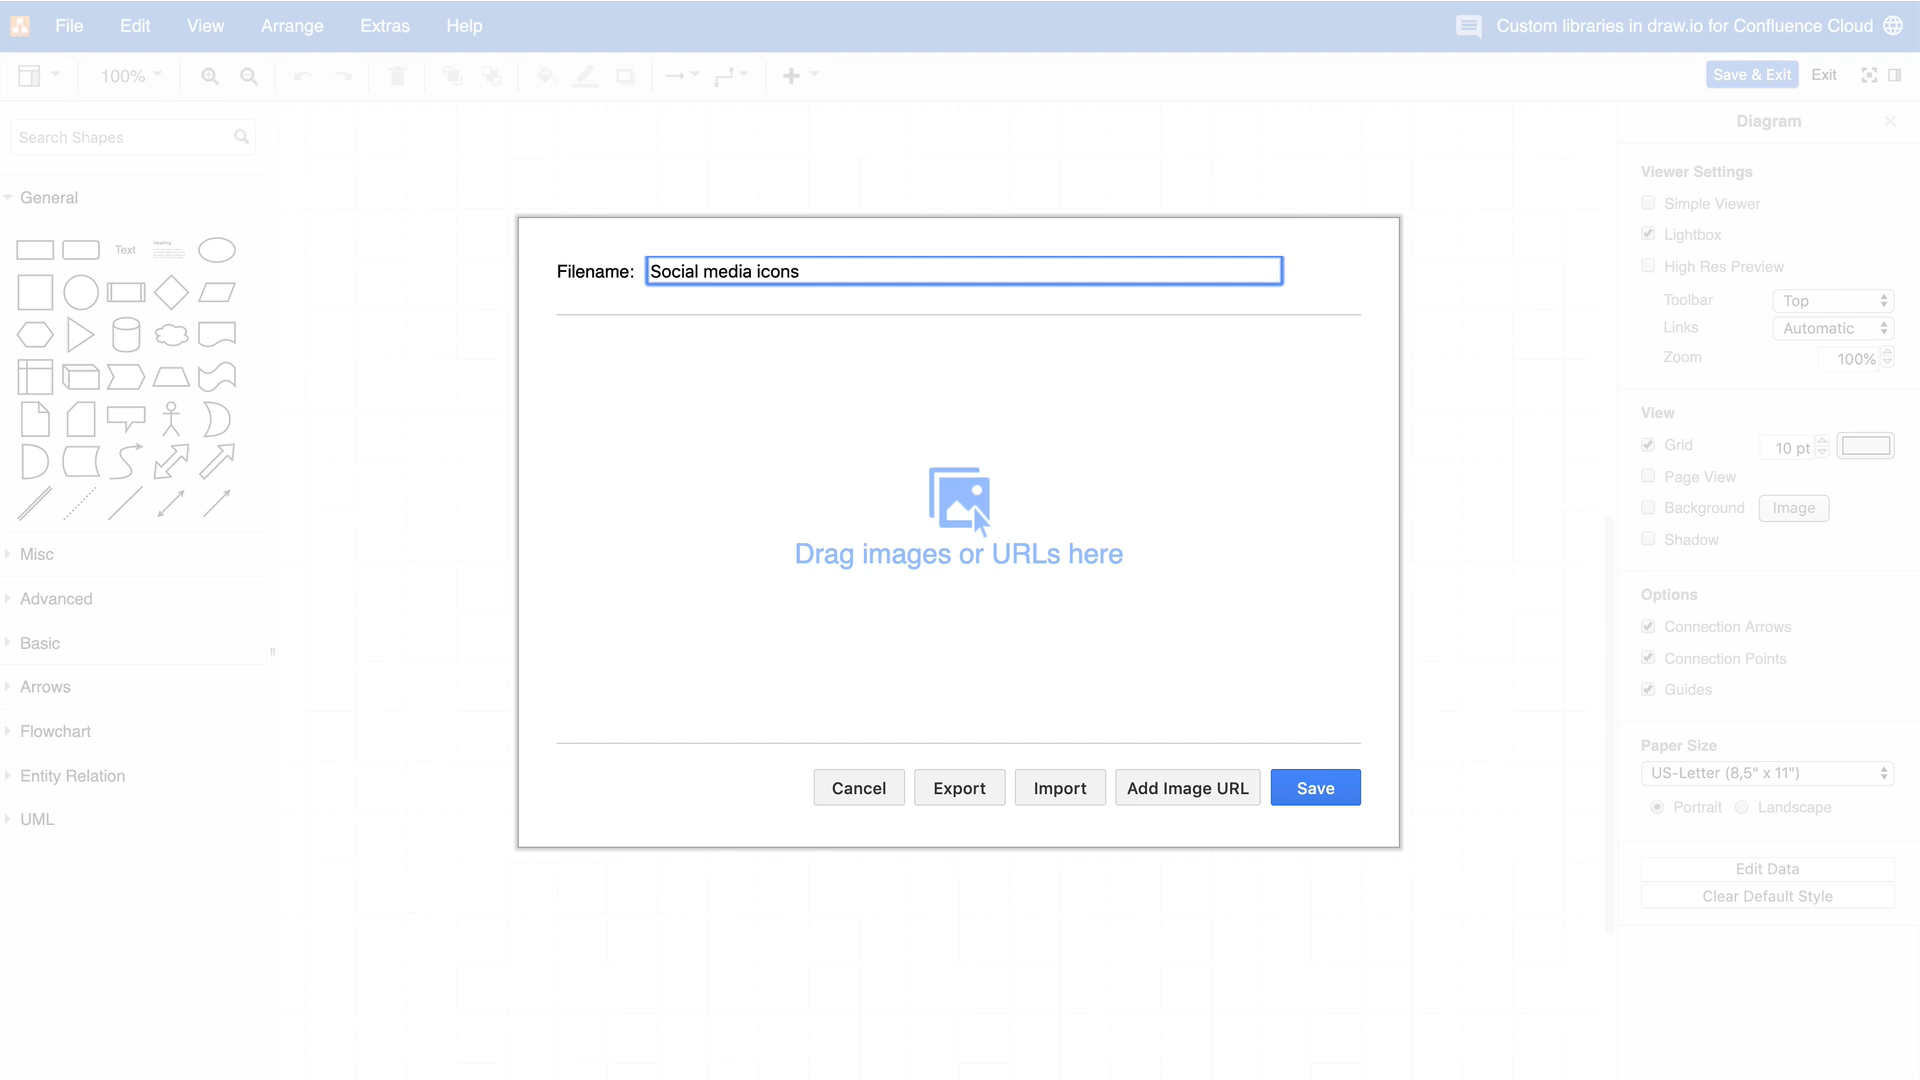 File Edit View Arrange Extras Help Custom libraries in draw.io for Confluence Cloud
100% Save & Exit Exit
Search Shapes
General
Text
Heading
Misc
Advanced
Basic
Arrows
Flowchart
Entity Relation
UML
Filename: Social media icons
Drag images or URLs here
Cancel Export Import Add Image URL Save
Diagram
Viewer Settings
Simple Viewer
Lightbox
High Res Preview
Toolbar Top
Links Automatic
Zoom 100%
View
Grid 10 pt
Page View
Background Image
Shadow
Options
Connection Arrows
Connection Points
Guides
Paper Size
US-Letter (8,5" x 11")
Portrait Landscape
Edit Data
Clear Default Style